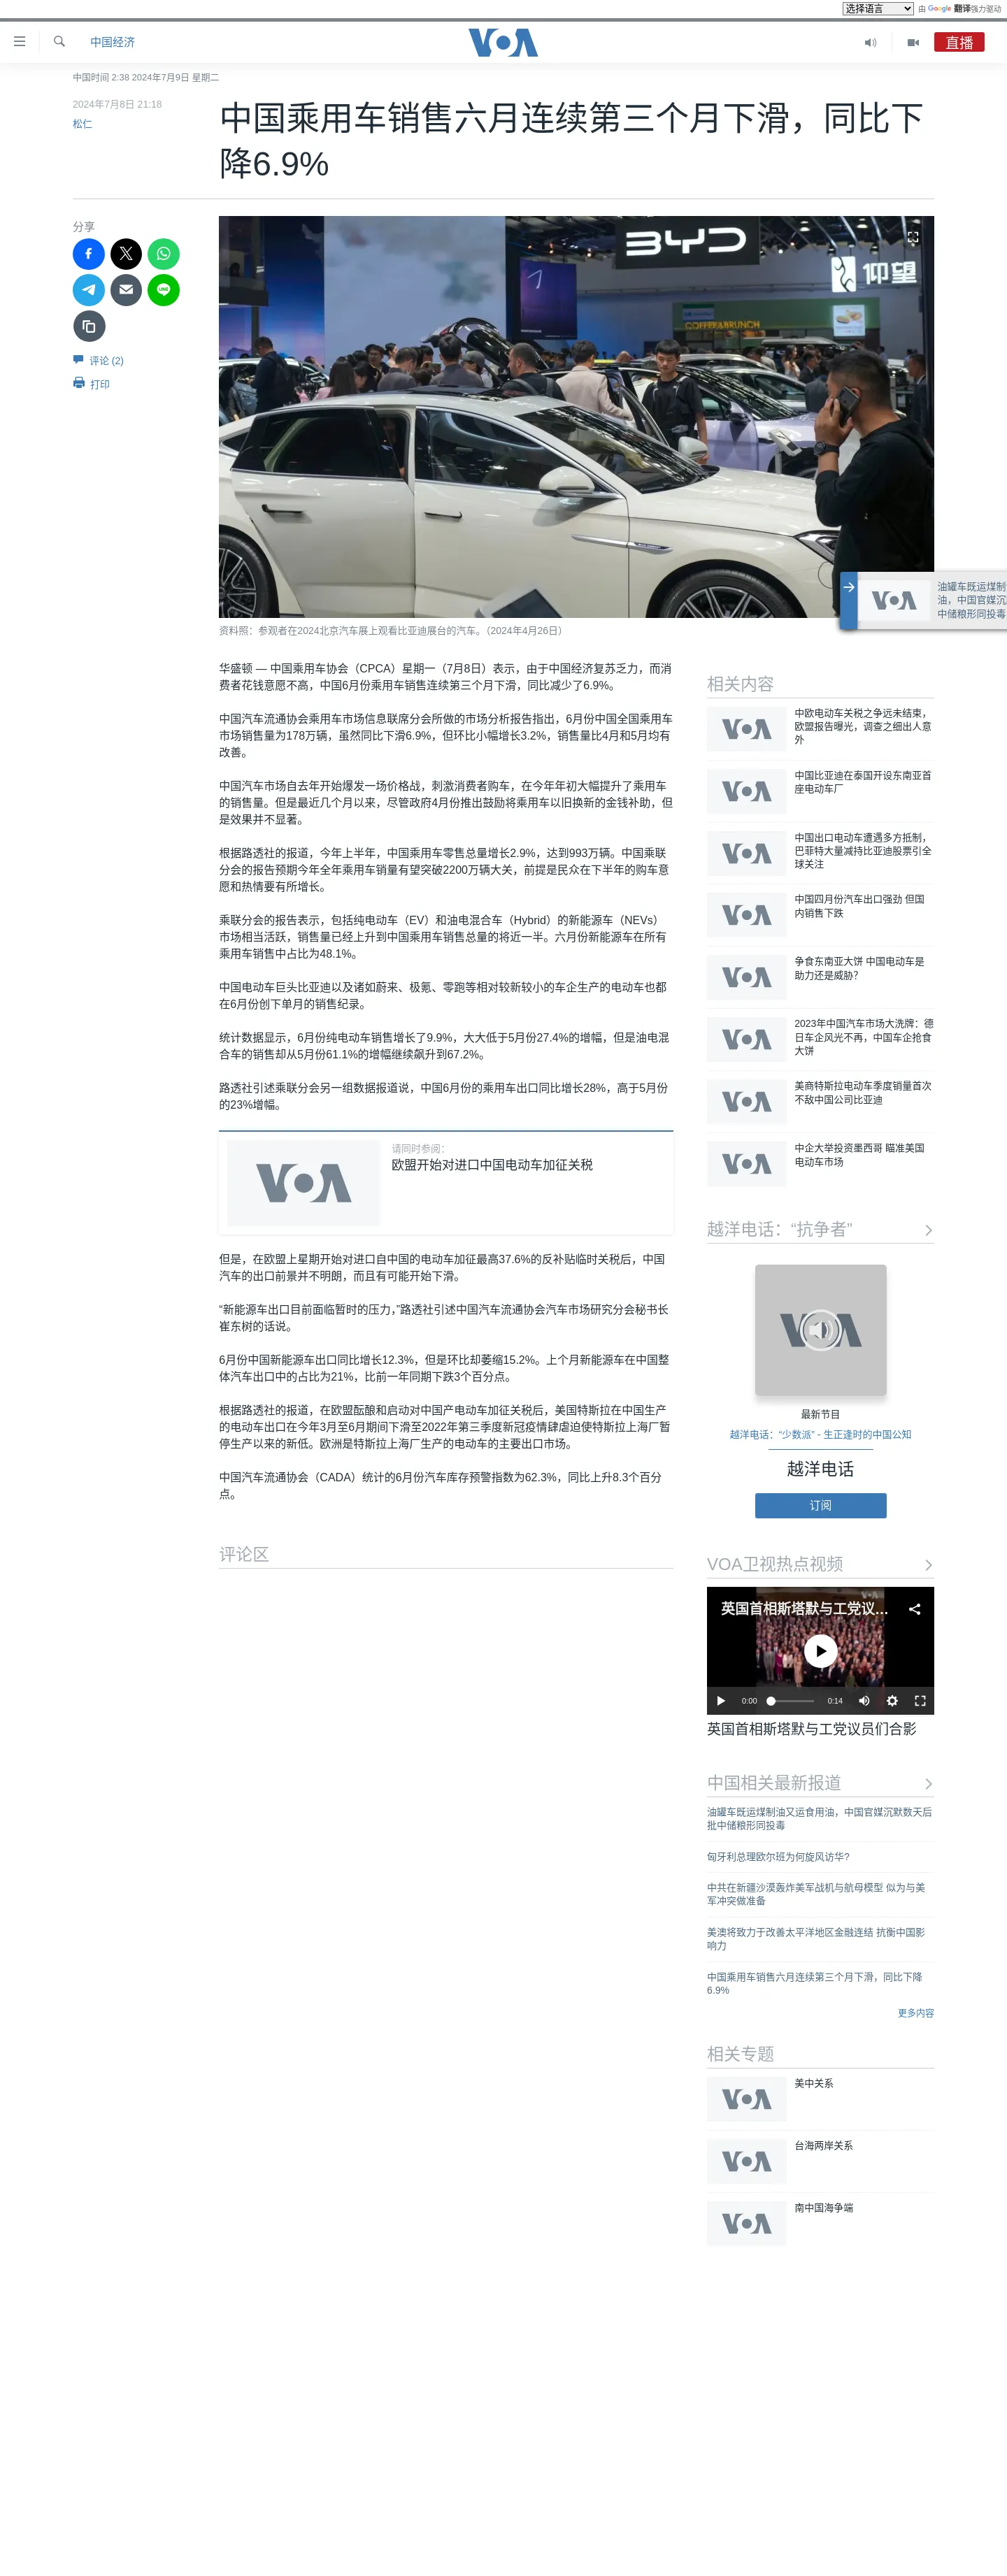 选择语言 由 Google 翻译强力驱动
中国经济
VOA
直播
中国时间 2:38 2024年7月9日 星期二
2024年7月8日 21:18
松仁
中国乘用车销售六月连续第三个月下滑，同比下
降6.9%
分享
评论 (2)
打印
BYD
仰望
COFFEE&BRUNCH
油罐车既运煤制
油，中国官媒沉
中储粮形同投毒
资料照：参观者在2024北京汽车展上观看比亚迪展台的汽车。（2024年4月26日）
华盛顿 — 中国乘用车协会（CPCA）星期一（7月8日）表示，由于中国经济复苏乏力，而消
费者花钱意愿不高，中国6月份乘用车销售连续第三个月下滑，同比减少了6.9%。
中国汽车流通协会乘用车市场信息联席分会所做的市场分析报告指出，6月份中国全国乘用车
市场销售量为178万辆，虽然同比下滑6.9%，但环比小幅增长3.2%，销售量比4月和5月均有
改善。
中国汽车市场自去年开始爆发一场价格战，刺激消费者购车，在今年年初大幅提升了乘用车
的销售量。但是最近几个月以来，尽管政府4月份推出鼓励将乘用车以旧换新的金钱补助，但
是效果并不显著。
根据路透社的报道，今年上半年，中国乘用车零售总量增长2.9%，达到993万辆。中国乘联
分会的报告预期今年全年乘用车销量有望突破2200万辆大关，前提是民众在下半年的购车意
愿和热情要有所增长。
乘联分会的报告表示，包括纯电动车（EV）和油电混合车（Hybrid）的新能源车（NEVs）
市场相当活跃，销售量已经上升到中国乘用车销售总量的将近一半。六月份新能源车在所有
乘用车销售中占比为48.1%。
中国电动车巨头比亚迪以及诸如蔚来、极氪、零跑等相对较新较小的车企生产的电动车也都
在6月份创下单月的销售纪录。
统计数据显示，6月份纯电动车销售增长了9.9%，大大低于5月份27.4%的增幅，但是油电混
合车的销售却从5月份61.1%的增幅继续飙升到67.2%。
路透社引述乘联分会另一组数据报道说，中国6月份的乘用车出口同比增长28%，高于5月份
的23%增幅。
VOA
请同时参阅：
欧盟开始对进口中国电动车加征关税
但是，在欧盟上星期开始对进口自中国的电动车加征最高37.6%的反补贴临时关税后，中国
汽车的出口前景并不明朗，而且有可能开始下滑。
“新能源车出口目前面临暂时的压力，”路透社引述中国汽车流通协会汽车市场研究分会秘书长
崔东树的话说。
6月份中国新能源车出口同比增长12.3%，但是环比却萎缩15.2%。上个月新能源车在中国整
体汽车出口中的占比为21%，比前一年同期下跌3个百分点。
根据路透社的报道，在欧盟酝酿和启动对中国产电动车加征关税后，美国特斯拉在中国生产
的电动车出口在今年3月至6月期间下滑至2022年第三季度新冠疫情肆虐迫使特斯拉上海厂暂
停生产以来的新低。欧洲是特斯拉上海厂生产的电动车的主要出口市场。
中国汽车流通协会（CADA）统计的6月份汽车库存预警指数为62.3%，同比上升8.3个百分
点。
评论区
相关内容
中欧电动车关税之争远未结束，
欧盟报告曝光，调查之细出人意
外
中国比亚迪在泰国开设东南亚首
座电动车厂
中国出口电动车遭遇多方抵制，
巴菲特大量减持比亚迪股票引全
球关注
中国四月份汽车出口强劲 但国
内销售下跌
争食东南亚大饼 中国电动车是
助力还是威胁？
2023年中国汽车市场大洗牌：德
日车企风光不再，中国车企抢食
大饼
美商特斯拉电动车季度销量首次
不敌中国公司比亚迪
中企大举投资墨西哥 瞄准美国
电动车市场
越洋电话：“抗争者”
最新节目
越洋电话：“少数派” - 生正逢时的中国公知
越洋电话
订阅
VOA卫视热点视频
英国首相斯塔默与工党议…
0:00 0:14
英国首相斯塔默与工党议员们合影
中国相关最新报道
油罐车既运煤制油又运食用油，中国官媒沉默数天后
批中储粮形同投毒
匈牙利总理欧尔班为何旋风访华?
中共在新疆沙漠轰炸美军战机与航母模型 似为与美
军冲突做准备
美澳将致力于改善太平洋地区金融连结 抗衡中国影
响力
中国乘用车销售六月连续第三个月下滑，同比下降
6.9%
更多内容
相关专题
美中关系
台海两岸关系
南中国海争端